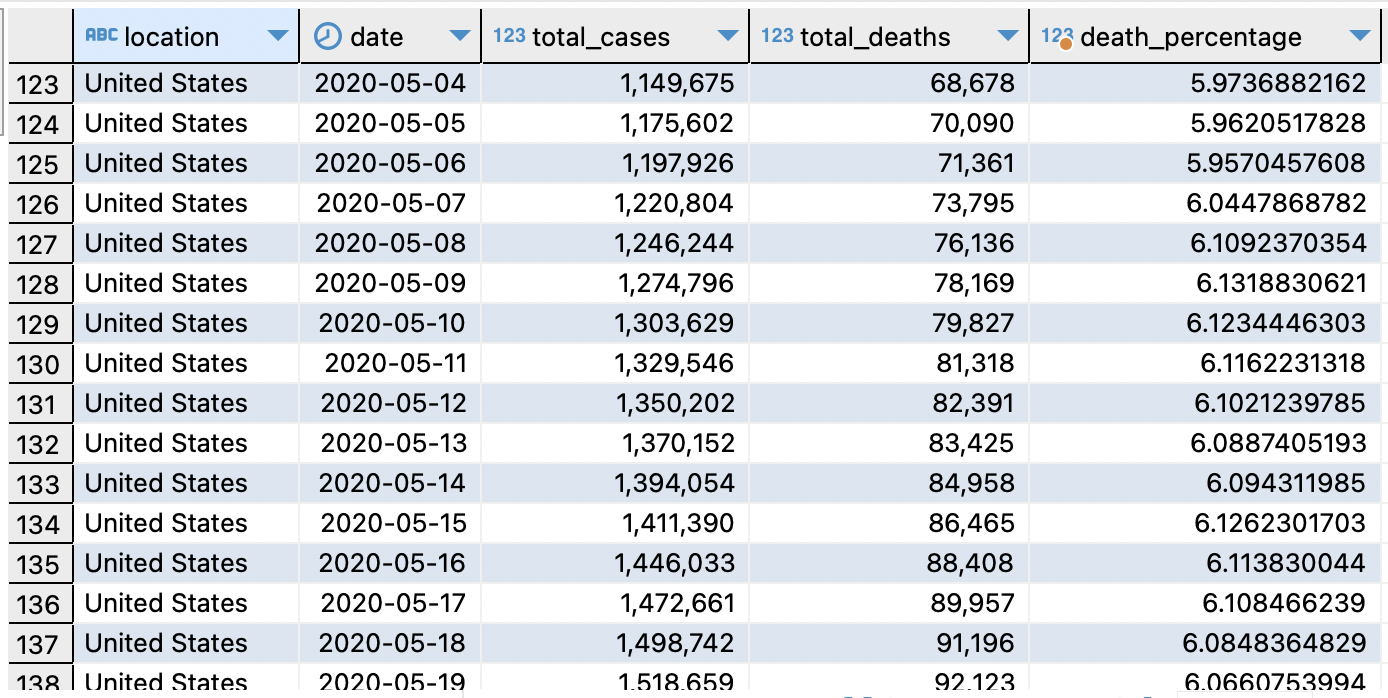 ABC location date 123 total_cases 123 total_deaths 123 death_percentage
123 United States 2020-05-04 1,149,675 68,678 5.9736882162
124 United States 2020-05-05 1,175,602 70,090 5.9620517828
125 United States 2020-05-06 1,197,926 71,361 5.9570457608
126 United States 2020-05-07 1,220,804 73,795 6.0447868782
127 United States 2020-05-08 1,246,244 76,136 6.1092370354
128 United States 2020-05-09 1,274,796 78,169 6.1318830621
129 United States 2020-05-10 1,303,629 79,827 6.1234446303
130 United States 2020-05-11 1,329,546 81,318 6.1162231318
131 United States 2020-05-12 1,350,202 82,391 6.1021239785
132 United States 2020-05-13 1,370,152 83,425 6.0887405193
133 United States 2020-05-14 1,394,054 84,958 6.094311985
134 United States 2020-05-15 1,411,390 86,465 6.1262301703
135 United States 2020-05-16 1,446,033 88,408 6.113830044
136 United States 2020-05-17 1,472,661 89,957 6.108466239
137 United States 2020-05-18 1,498,742 91,196 6.0848364829
138 United States 2020-05-19 1,518,659 92,123 6.0660753994